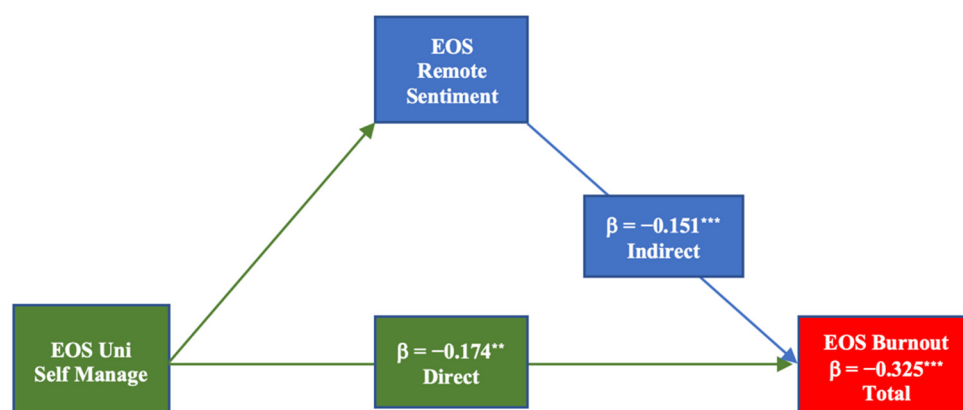 EOS
Remote
Sentiment
β = −0.151***
Indirect
EOS Uni
Self Manage
β = −0.174**
Direct
EOS Burnout
β = −0.325***
Total